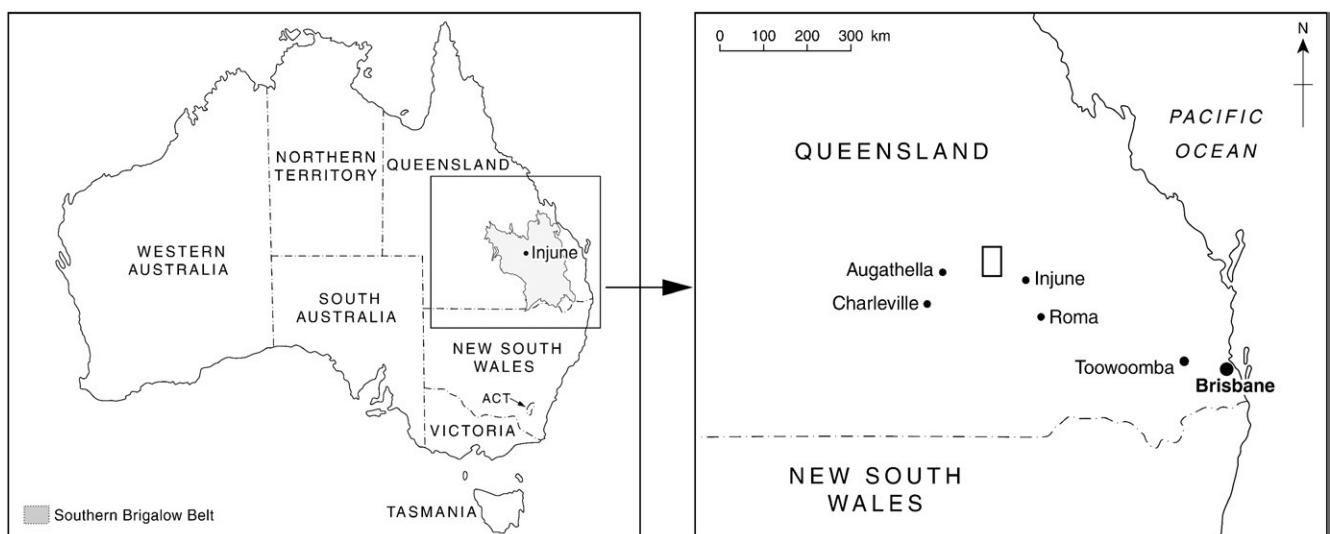 NORTHERN
TERRITORY
QUEENSLAND
Injune
WESTERN
AUSTRALIA
SOUTH
AUSTRALIA
NEW SOUTH
WALES
ACT
VICTORIA
TASMANIA
Southern Brigalow Belt
0 100 200 300 km
N
PACIFIC
OCEAN
QUEENSLAND
Augathella
Injune
Charleville
Roma
Toowoomba
Brisbane
NEW SOUTH
WALES